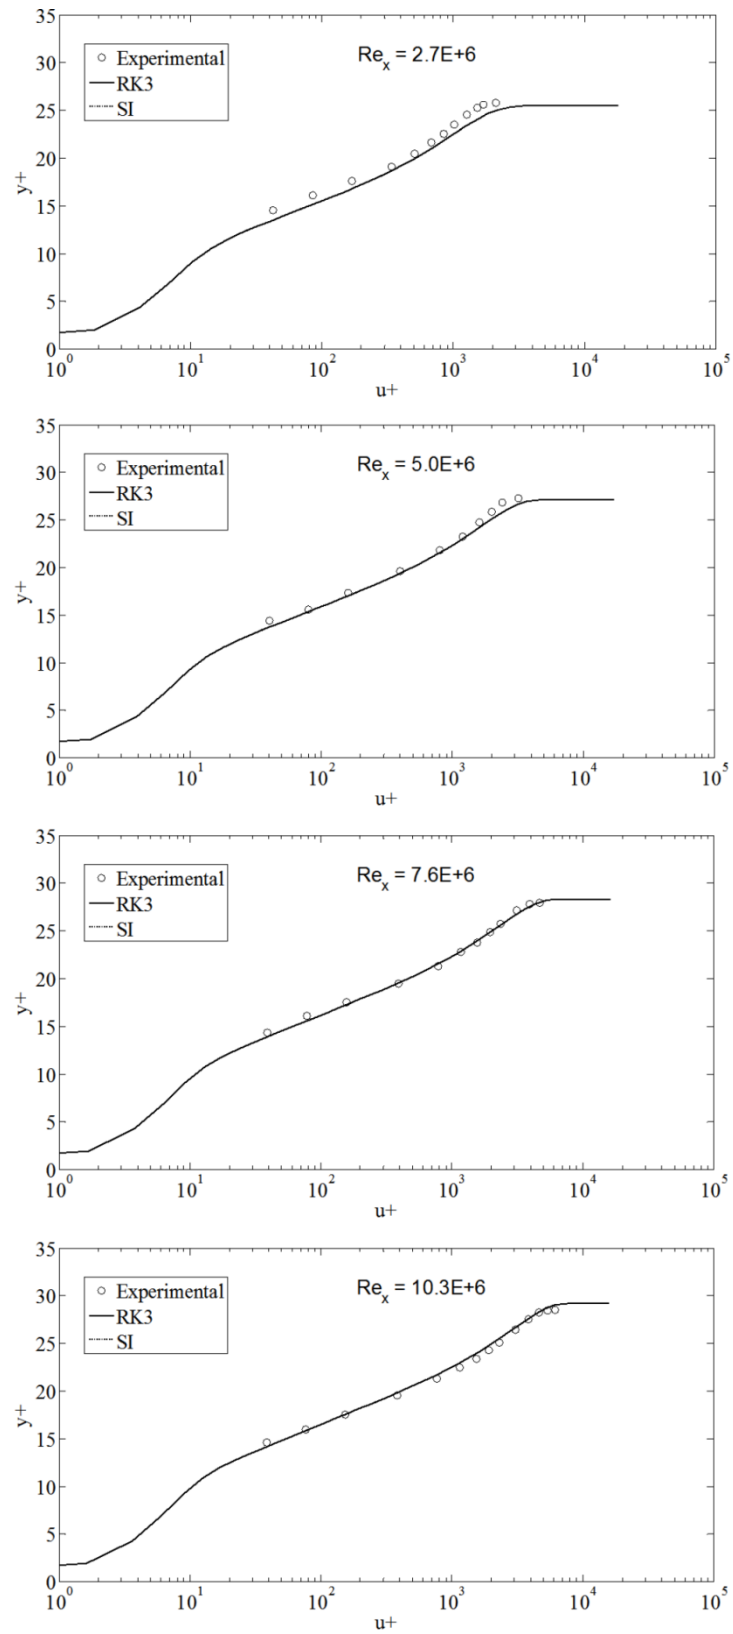 35
30
25
20
15
10
5
0
y+
Experimental
RK3
SI
Re_x = 2.7E+6
10^0 10^1 10^2 10^3 10^4 10^5
u+
35
30
25
20
15
10
5
0
y+
Experimental
RK3
SI
Re_x = 5.0E+6
10^0 10^1 10^2 10^3 10^4 10^5
u+
35
30
25
20
15
10
5
0
y+
Experimental
RK3
SI
Re_x = 7.6E+6
10^0 10^1 10^2 10^3 10^4 10^5
u+
35
30
25
20
15
10
5
0
y+
Experimental
RK3
SI
Re_x = 10.3E+6
10^0 10^1 10^2 10^3 10^4 10^5
u+